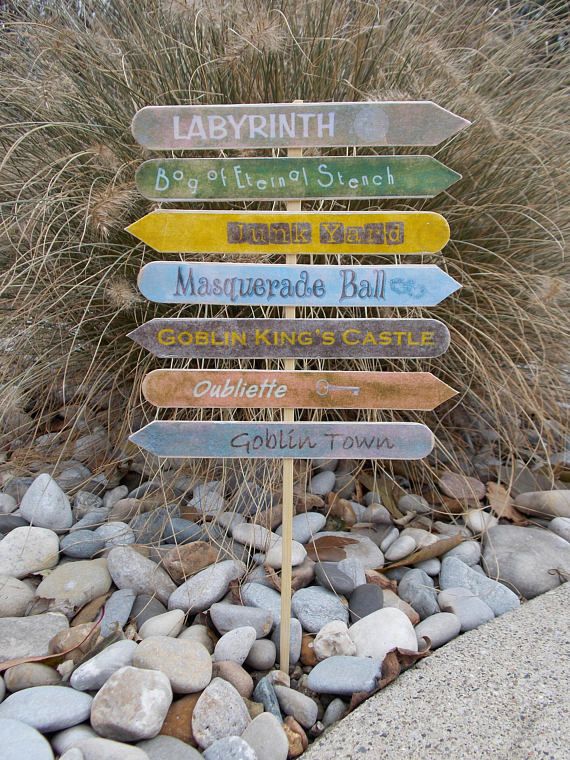 LABYRINTH
Bog of Eternal Stench
Junk Yard
Masquerade Ball
GOBLIN KING'S CASTLE
Oubliette
Goblin Town